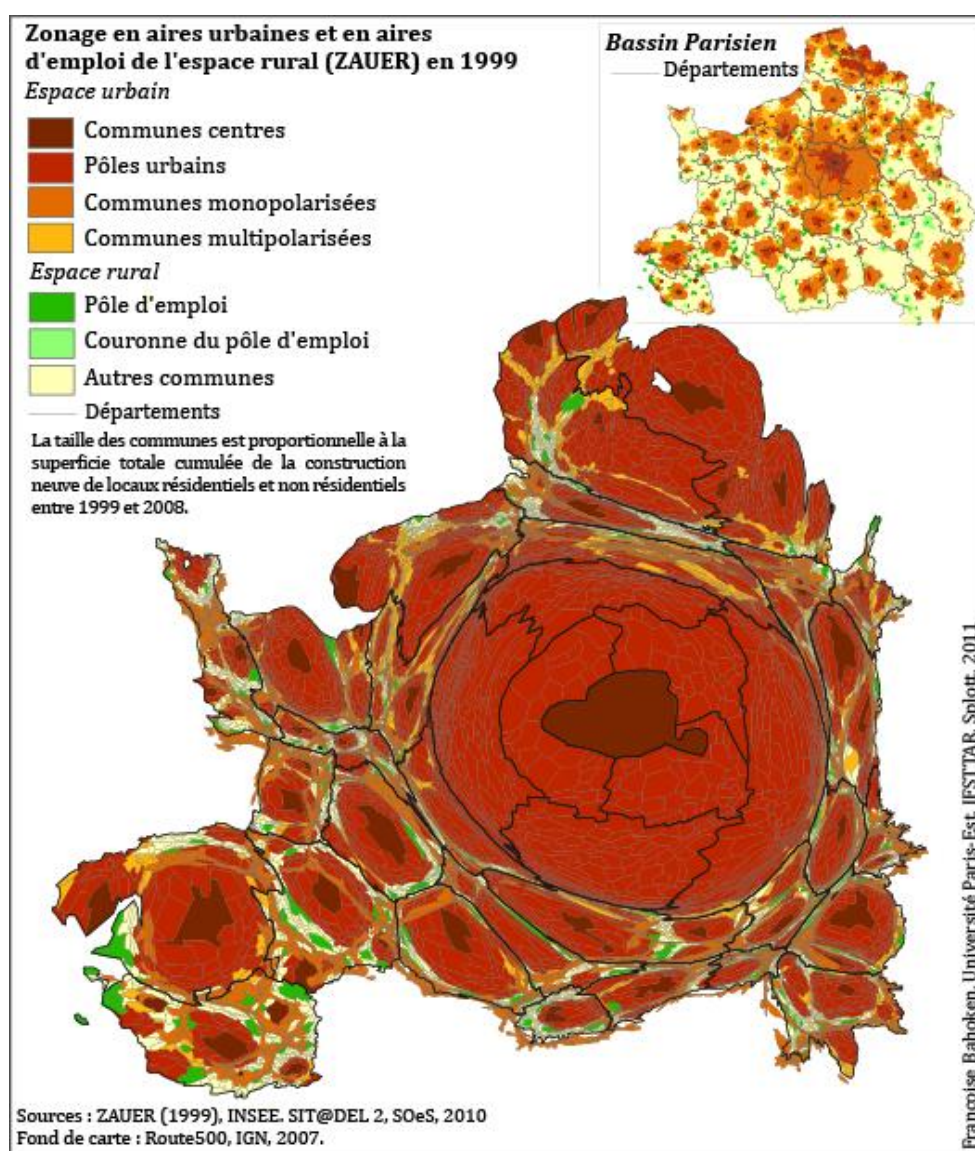 Zonage en aires urbaines et en aires
d'emploi de l'espace rural (ZAUER) en 1999
Espace urbain
Communes centres
Pôles urbains
Communes monopolarisées
Communes multipolarisées
Espace rural
Pôle d'emploi
Couronne du pôle d'emploi
Autres communes
Départements
La taille des communes est proportionnelle à la
superficie totale cumulée de la construction
neuve de locaux résidentiels et non résidentiels
entre 1999 et 2008.
Bassin Parisien
Départements
Françoise Bahoken, Université Paris-Est, IFSTTAR, Splott, 2011
Sources : ZAUER (1999), INSEE. SIT@DEL 2, SOeS, 2010
Fond de carte : Route500, IGN, 2007.